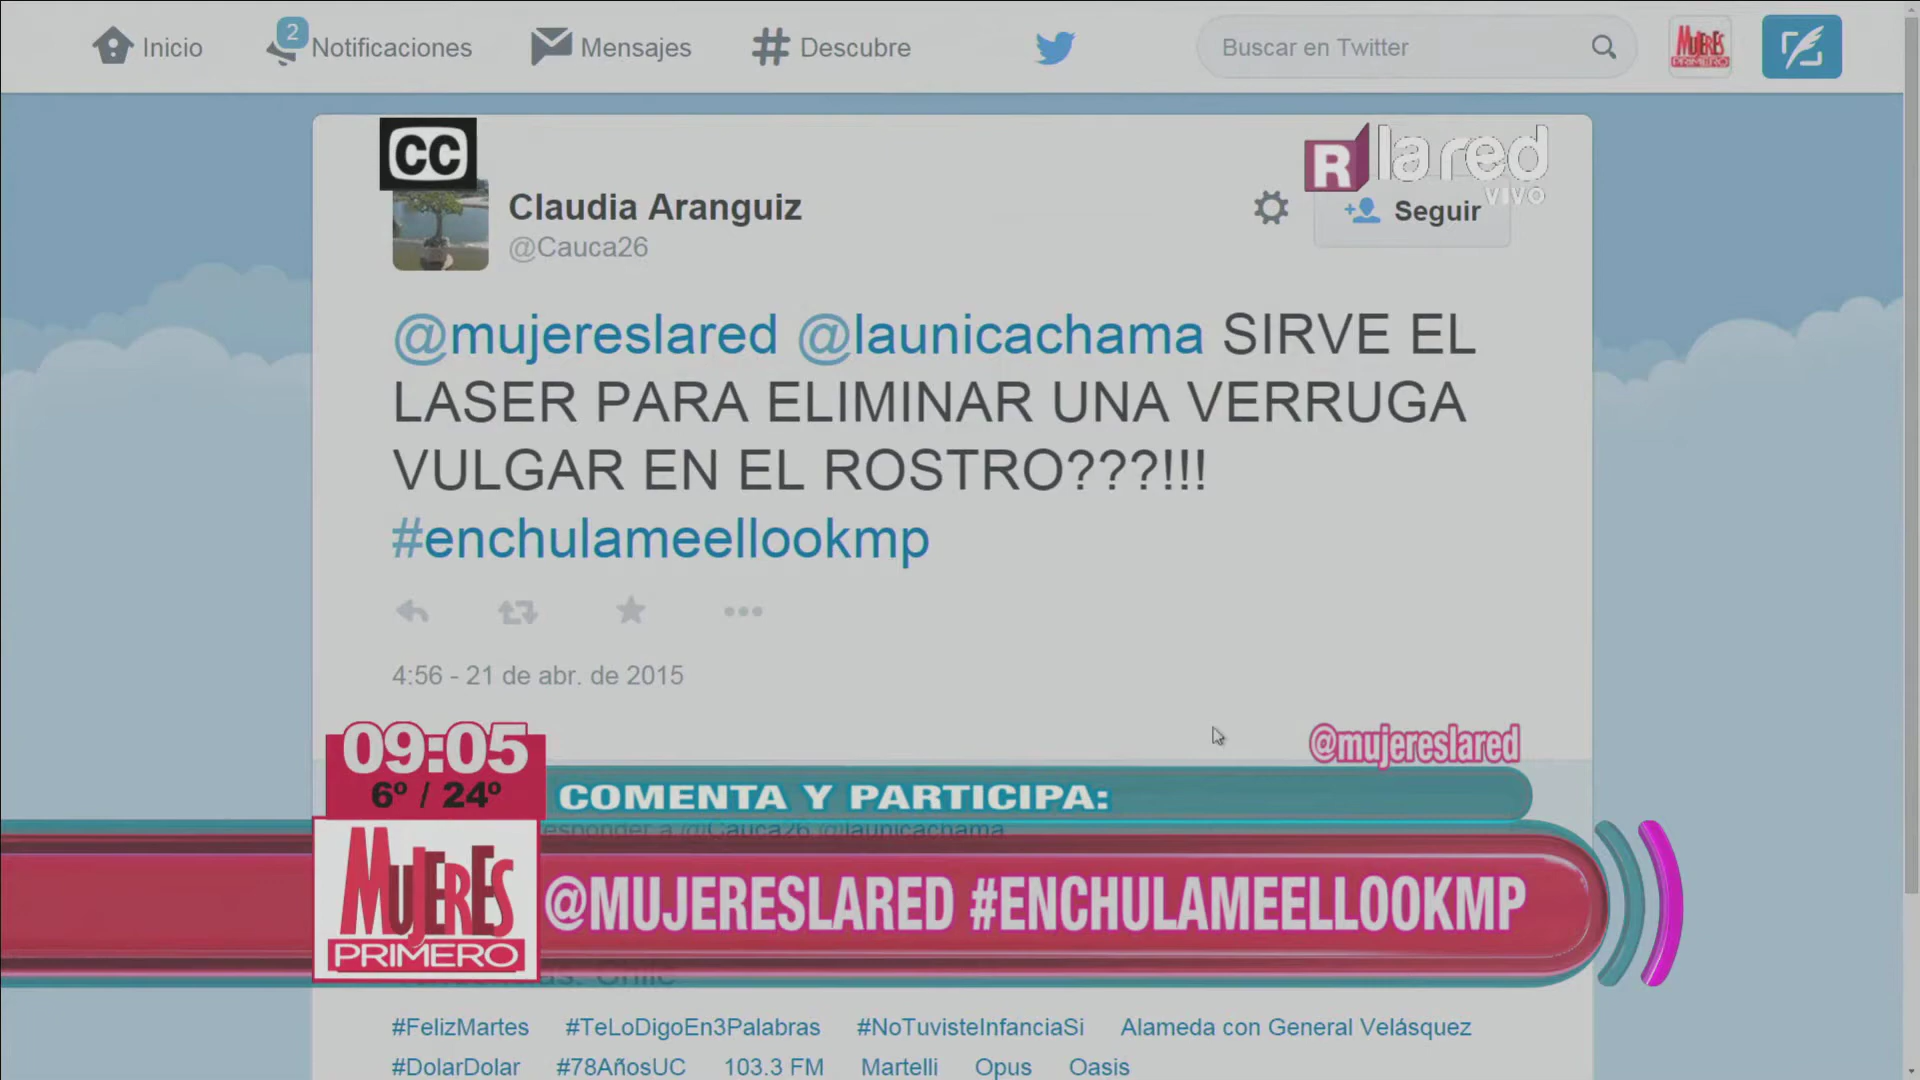 Inicio 2 Notificaciones Mensajes # Descubre Buscar en Twitter MUJERES PRIMERO
CC
R la red
VIVO
Claudia Aranguiz
@Cauca26
Seguir
@mujereslared @launicachama SIRVE EL
LASER PARA ELIMINAR UNA VERRUGA
VULGAR EN EL ROSTRO???!!!
#enchulameellookmp
4:56 - 21 de abr. de 2015
@mujereslared
09:05
6º / 24º
COMENTA Y PARTICIPA:
esponder a @Cauca26 @launicachama
MUJERES
PRIMERO
@MUJERESLARED #ENCHULAMEELLOOKMP
Chile
#FelizMartes #TeLoDigoEn3Palabras #NoTuvisteInfanciaSi Alameda con General Velásquez
#DolarDolar #78AñosUC 103.3 FM Martelli Opus Oasis